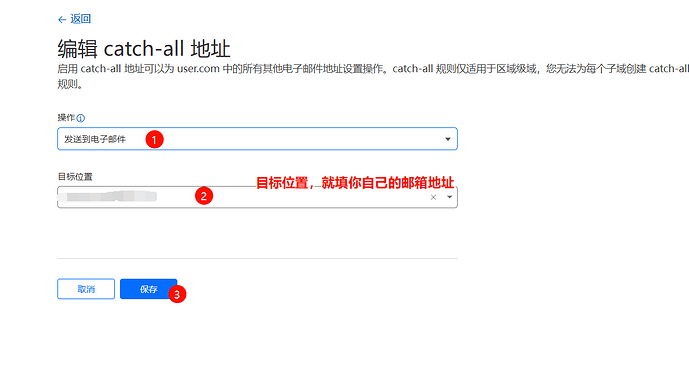 ← 返回
编辑 catch-all 地址
启用 catch-all 地址可以为 user.com 中的所有其他电子邮件地址设置操作。catch-all 规则仅适用于区域级域，您无法为每个子域创建 catch-all
规则。
操作
发送到电子邮件 1
目标位置
目标位置，就填你自己的邮箱地址
2
取消 保存 3